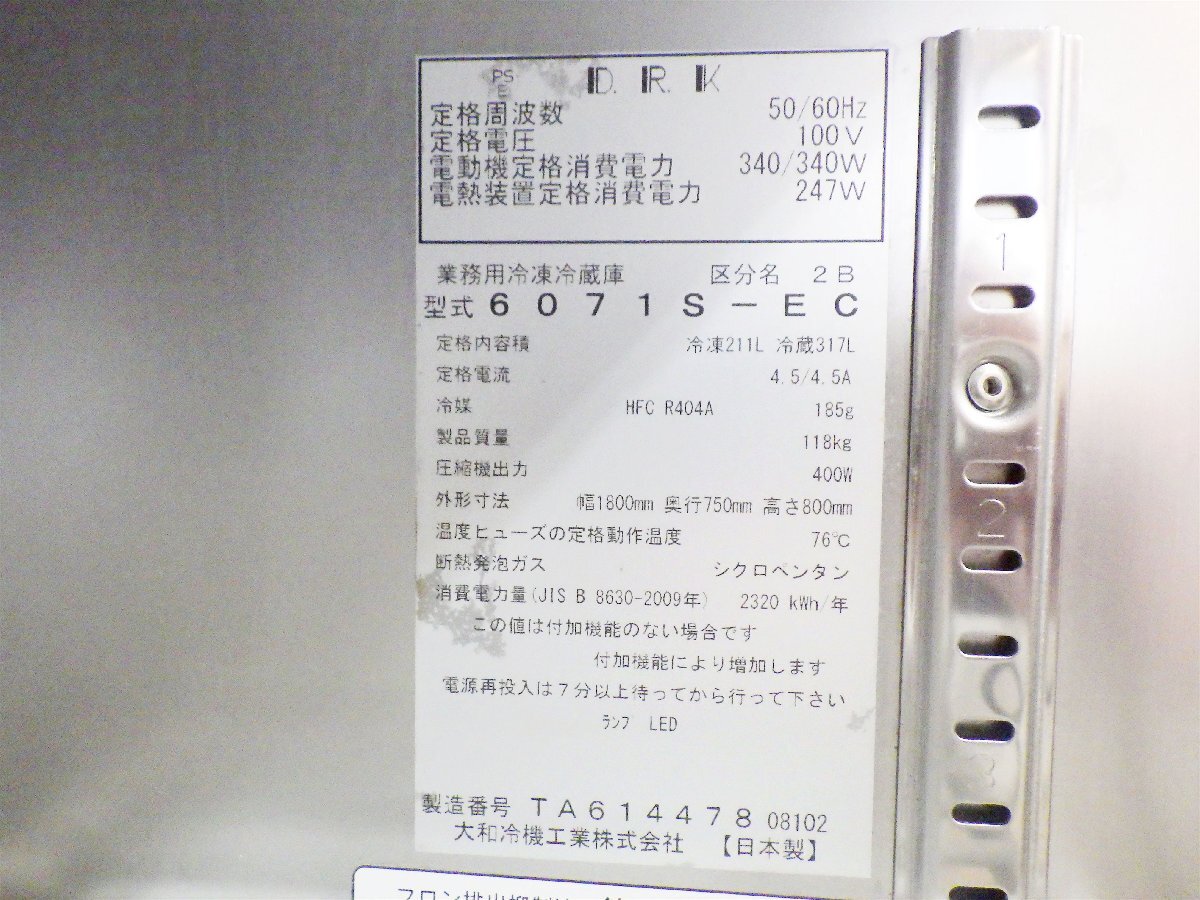 PS
E
D.R.K
定格周波数 50/60Hz
定格電圧 100V
電動機定格消費電力 340/340W
電熱装置定格消費電力 247W
業務用冷凍冷蔵庫 区分名 2B
型式 6071S-EC
定格内容積 冷凍211L 冷蔵317L
定格電流 4.5/4.5A
冷媒 HFC R404A 185g
製品質量 118kg
圧縮機出力 400W
外形寸法 幅1800mm 奥行750mm 高さ800mm
温度ヒューズの定格動作温度 76℃
断熱発泡ガス シクロペンタン
消費電力量(JIS B 8630-2009年) 2320 kWh/年
この値は付加機能のない場合です
付加機能により増加します
電源再投入は7分以上待ってから行って下さい
ランプ LED
製造番号 TA614478 08102
大和冷機工業株式会社 【日本製】
1
2
3